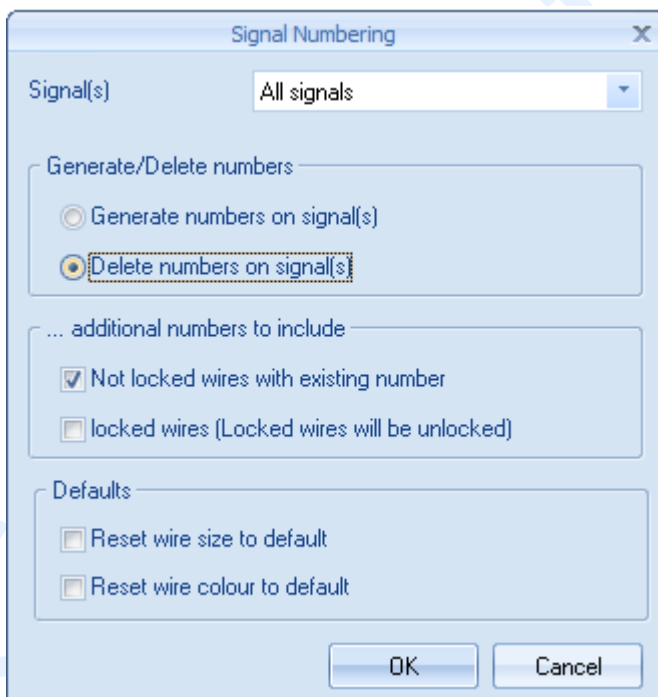 Signal Numbering
Signal(s) All signals
Generate/Delete numbers
Generate numbers on signal(s)
Delete numbers on signal(s)
... additional numbers to include
Not locked wires with existing number
locked wires (Locked wires will be unlocked)
Defaults
Reset wire size to default
Reset wire colour to default
OK Cancel